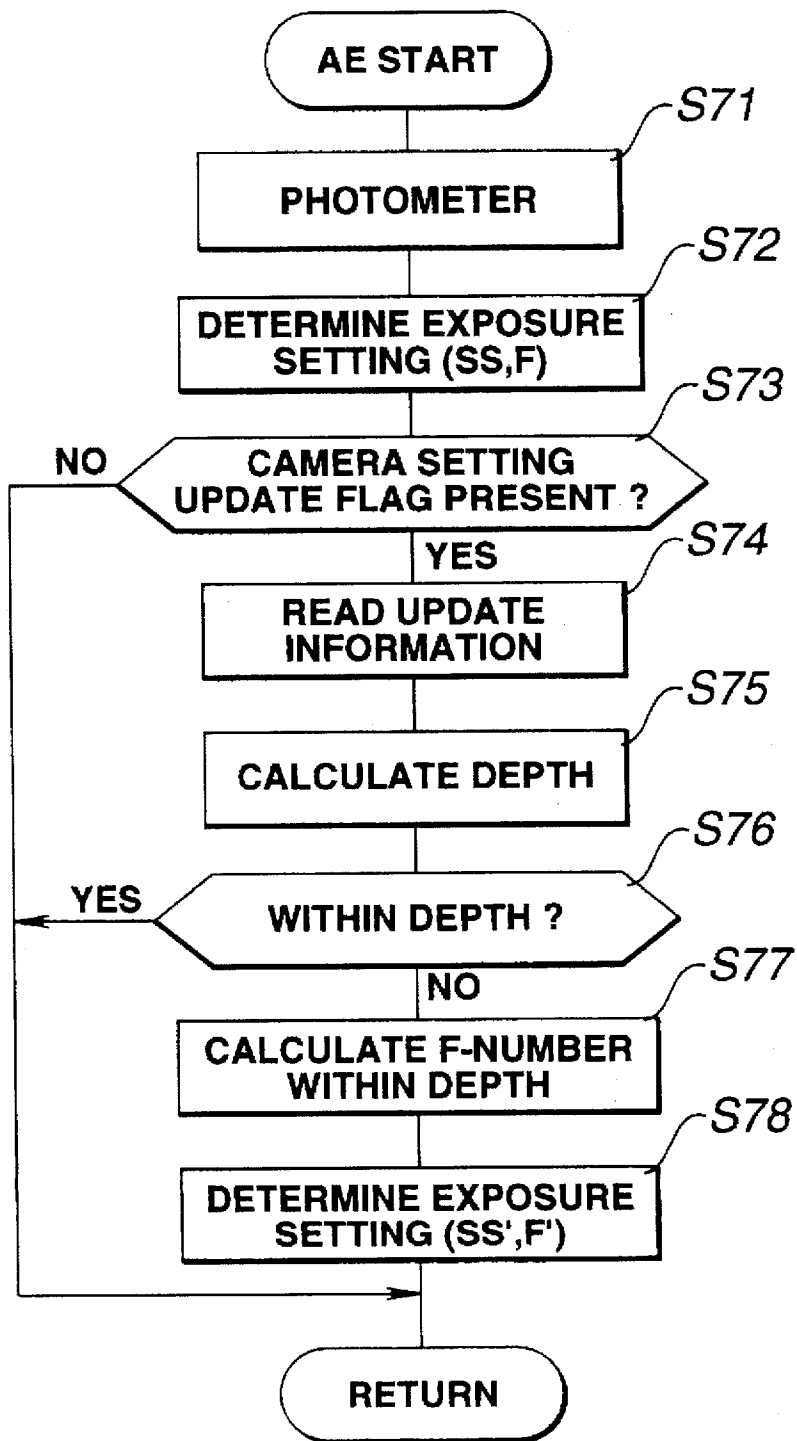 AE START
S71
PHOTOMETER
S72
DETERMINE EXPOSURE
SETTING (SS,F)
S73
NO
CAMERA SETTING
UPDATE FLAG PRESENT ?
YES
S74
READ UPDATE
INFORMATION
S75
CALCULATE DEPTH
S76
YES
WITHIN DEPTH ?
NO
S77
CALCULATE F-NUMBER
WITHIN DEPTH
S78
DETERMINE EXPOSURE
SETTING (SS',F')
RETURN